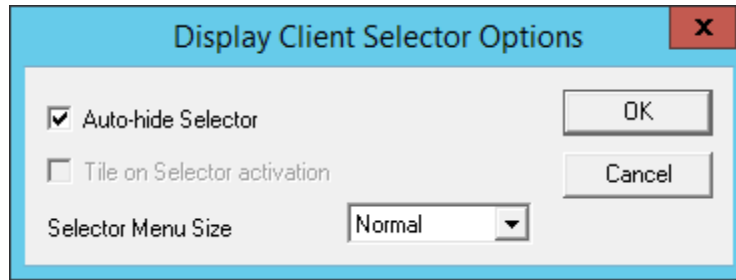 Display Client Selector Options
x
Auto-hide Selector
OK
Tile on Selector activation
Cancel
Selector Menu Size
Normal